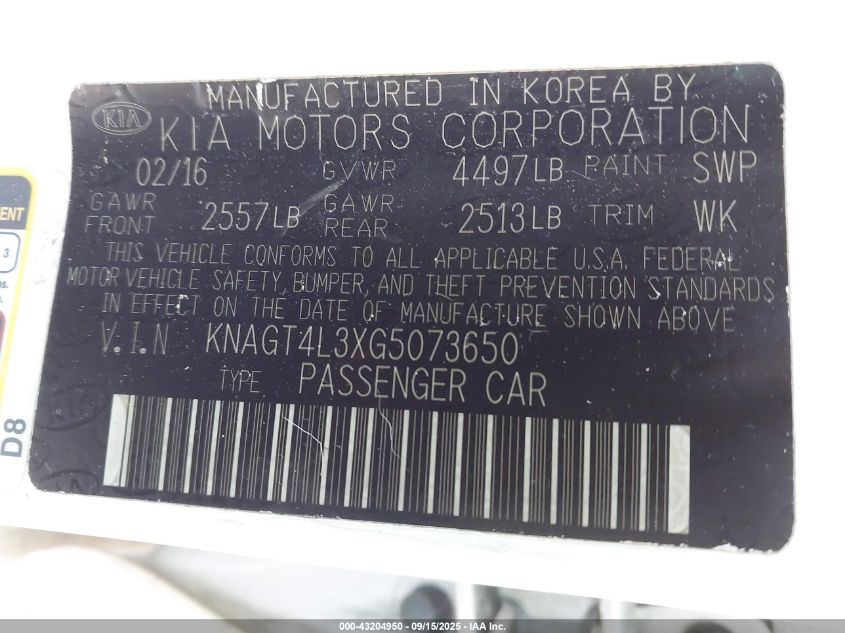 MANUFACTURED IN KOREA BY
KIA KIA MOTORS CORPORATION
02/16 GVWR 4497LB PAINT SWP
GAWR FRONT 2557LB GAWR REAR 2513LB TRIM WK
THIS VEHICLE CONFORMS TO ALL APPLICABLE U.S.A. FEDERAL
MOTOR VEHICLE SAFETY, BUMPER, AND THEFT PREVENTION STANDARDS
IN EFFECT ON THE DATE OF MANUFACTURE SHOWN ABOVE
V.I.N KNAGT4L3XG5073650
TYPE PASSENGER CAR
3
D8
000-43204950 - 09/15/2025 - IAA, Inc.